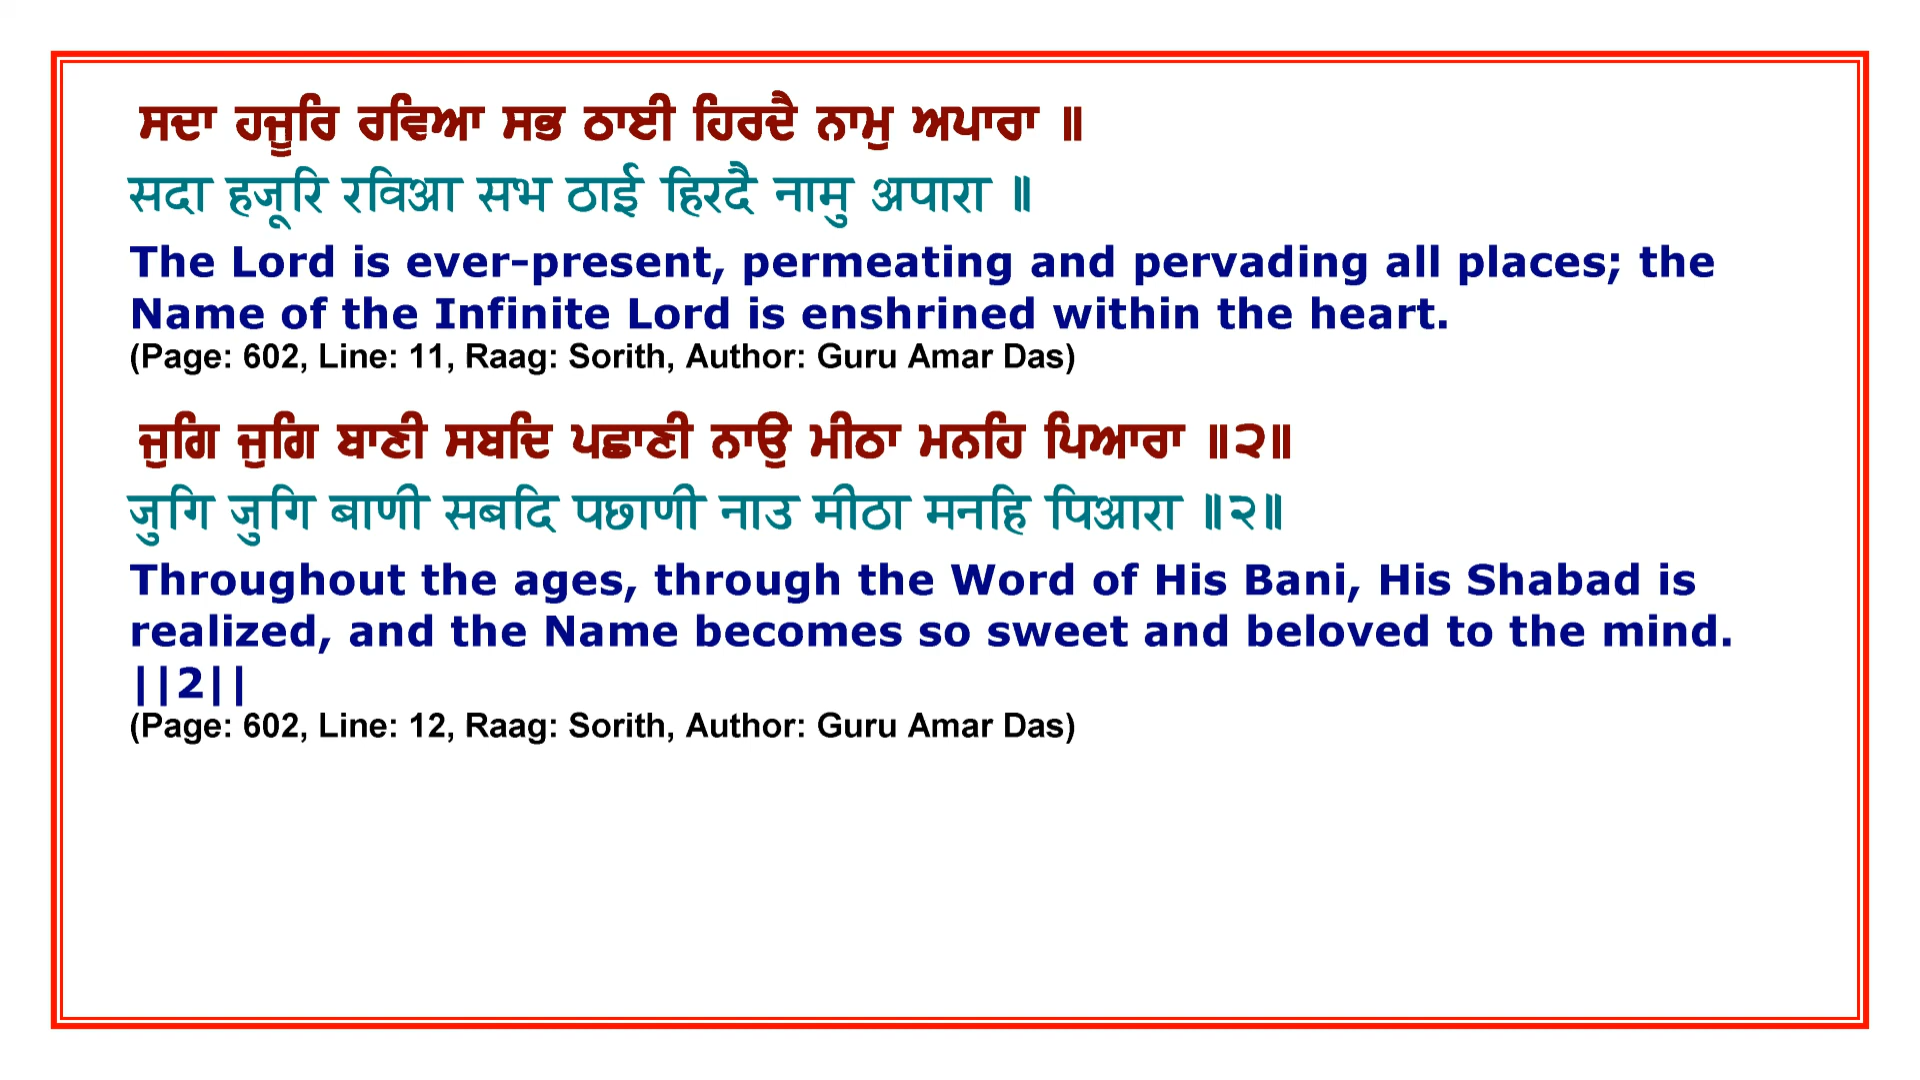 ਸਦਾ ਹਜੂਰਿ ਰਵਿਆ ਸਭ ਠਾਈ ਹਿਰਦੈ ਨਾਮੁ ਅਪਾਰਾ ॥
सदा हजूरि रविआ सभ ठाई हिरदै नामु अपारा ॥
The Lord is ever-present, permeating and pervading all places; the
Name of the Infinite Lord is enshrined within the heart.
(Page: 602, Line: 11, Raag: Sorith, Author: Guru Amar Das)
ਜੁਗਿ ਜੁਗਿ ਬਾਣੀ ਸਬਦਿ ਪਛਾਣੀ ਨਾਉ ਮੀਠਾ ਮਨਹਿ ਪਿਆਰਾ ॥੨॥
जुगि जुगि बाणी सबदि पछाणी नाउ मीठा मनहि पिआरा ॥२॥
Throughout the ages, through the Word of His Bani, His Shabad is
realized, and the Name becomes so sweet and beloved to the mind.
||2||
(Page: 602, Line: 12, Raag: Sorith, Author: Guru Amar Das)